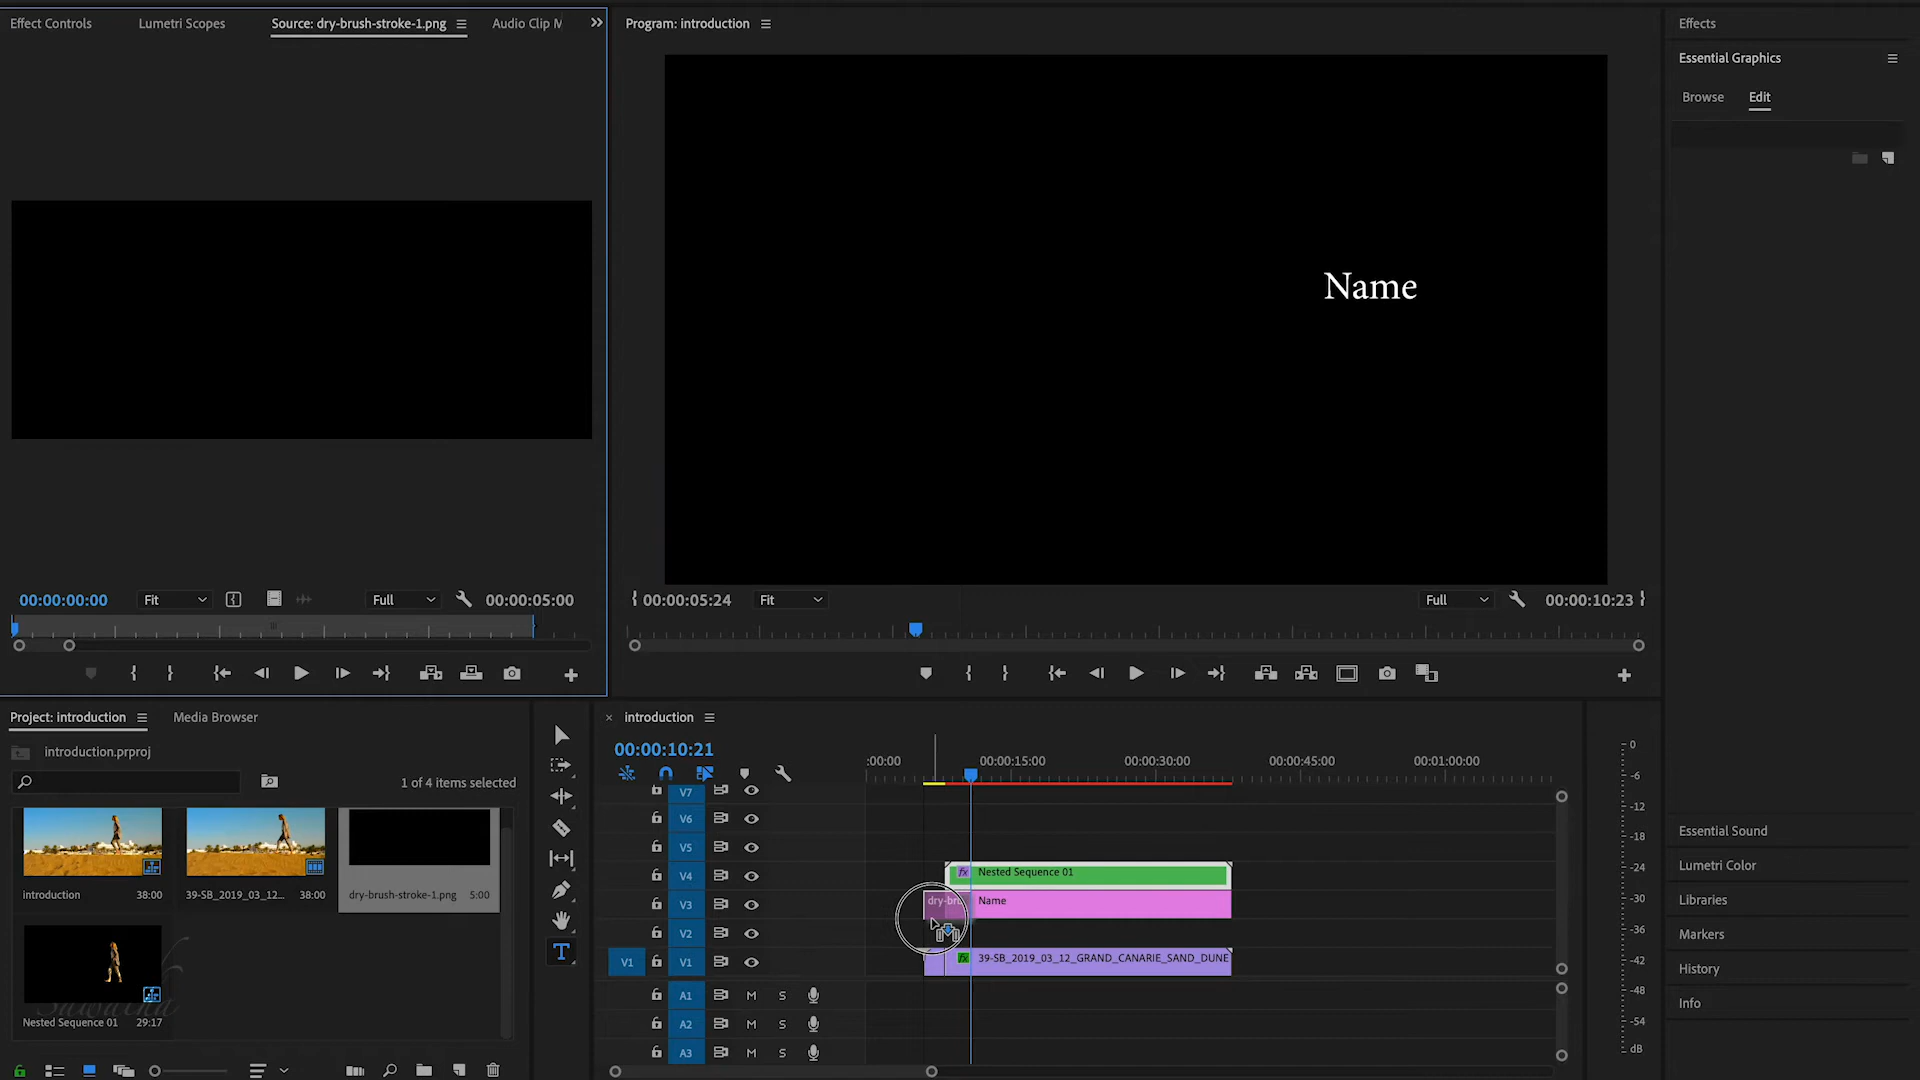 Effect Controls
Lumetri Scopes
Source: dry-brush-stroke-1.png
Audio Clip M
Program: introduction
Effects
Essential Graphics
Browse
Edit
Name
00:00:00:00
Fit
Full
00:00:05:00
00:00:05:24
Fit
Full
00:00:10:23
Project: introduction
Media Browser
introduction.prproj
1 of 4 items selected
introduction
38:00
39-SB_2019_03_12...
38:00
dry-brush-stroke-1.png
5:00
Nested Sequence 01
29:17
T
× introduction
00:00:10:21
:00:00
00:00:15:00
00:00:30:00
00:00:45:00
00:01:00:00
V7
V6
V5
V4
Nested Sequence 01
V3
dry-bru
Name
V2
V1
V1
fx
39-SB_2019_03_12_GRAND_CANARIE_SAND_DUNE
A1
M
S
A2
M
S
A3
M
S
0
-6
-12
-18
-24
-30
-36
-42
-48
-54
dB
Essential Sound
Lumetri Color
Libraries
Markers
History
Info